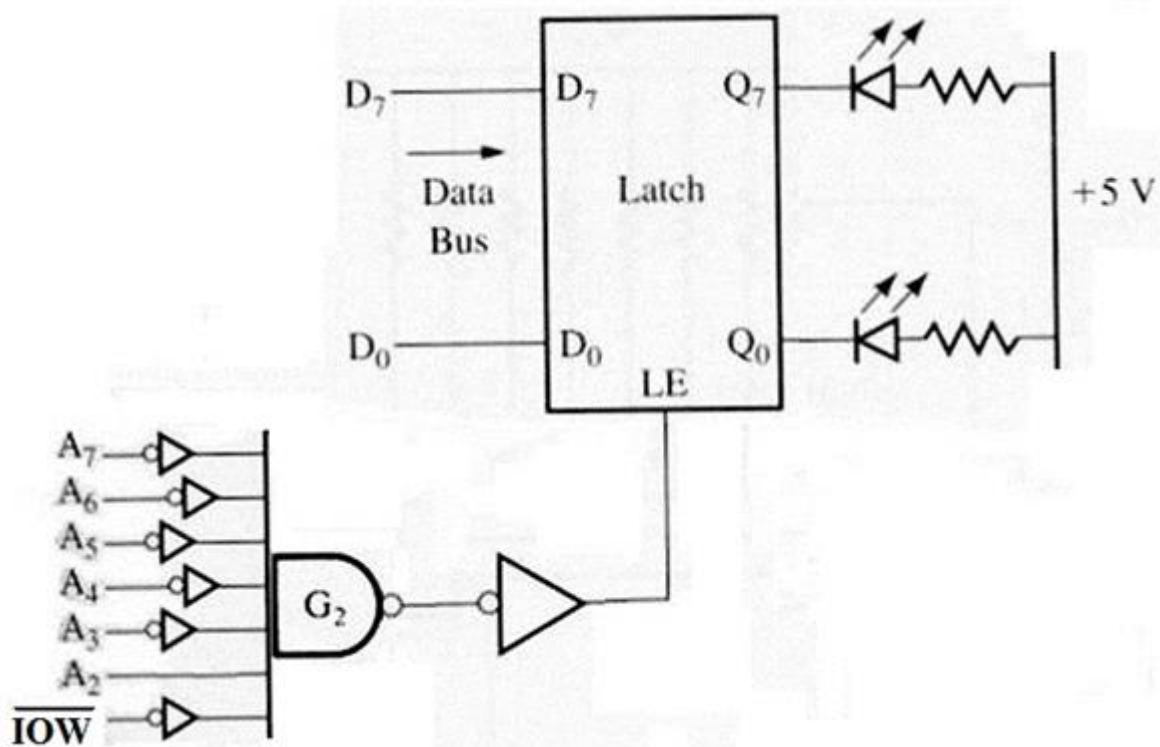 D₇ D₇ Q₇
Data
Bus
Latch
+5 V
D₀ D₀ Q₀
LE
A₇
A₆
A₅
A₄
A₃
A₂
G₂
IOW